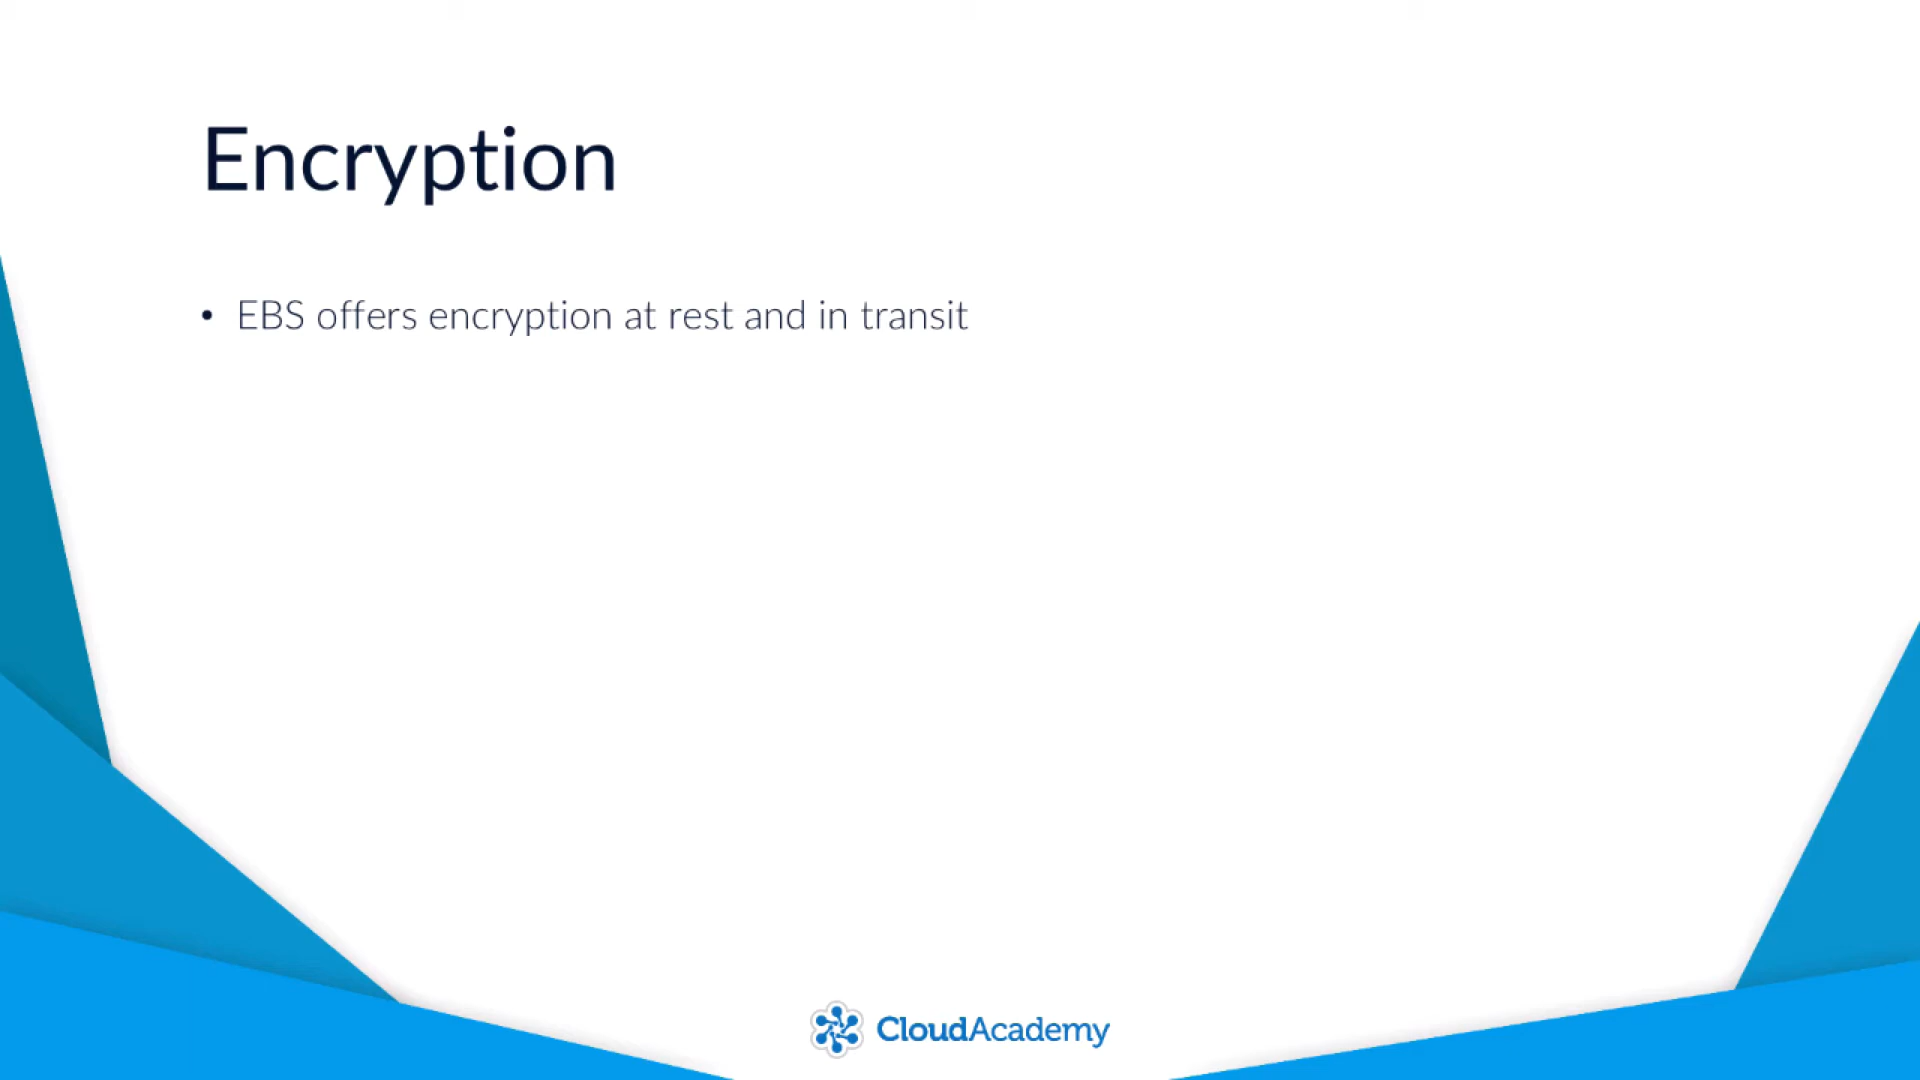 Encryption
• EBS offers encryption at rest and in transit
CloudAcademy